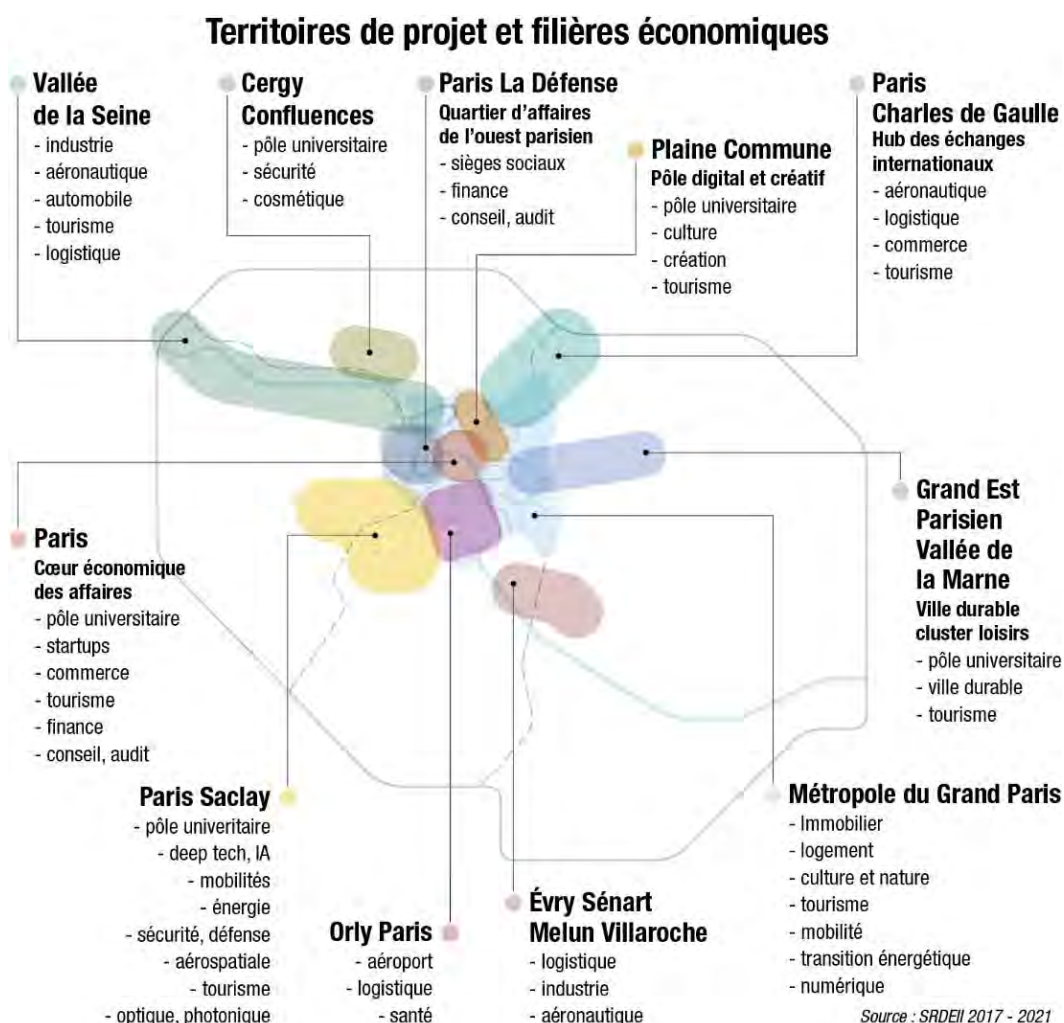 Territoires de projet et filières économiques
Vallée
de la Seine
- industrie
- aéronautique
- automobile
- tourisme
- logistique
Cergy
Confluences
- pôle universitaire
- sécurité
- cosmétique
Paris La Défense
Quartier d'affaires
de l'ouest parisien
- sièges sociaux
- finance
- conseil, audit
Plaine Commune
Pôle digital et créatif
- pôle universitaire
- culture
- création
- tourisme
Paris
Charles de Gaulle
Hub des échanges
internationaux
- aéronautique
- logistique
- commerce
- tourisme
Paris
Cœur économique
des affaires
- pôle universitaire
- startups
- commerce
- tourisme
- finance
- conseil, audit
Grand Est
Parisien
Vallée de
la Marne
Ville durable
cluster loisirs
- pôle universitaire
- ville durable
- tourisme
Paris Saclay
- pôle univeritaire
- deep tech, IA
- mobilités
- énergie
- sécurité, défense
- aérospatiale
- tourisme
- optique, photonique
Orly Paris
- aéroport
- logistique
- santé
Évry Sénart
Melun Villaroche
- logistique
- industrie
- aéronautique
Métropole du Grand Paris
- Immobilier
- logement
- culture et nature
- tourisme
- mobilité
- transition énergétique
- numérique
Source : SRDEII 2017 - 2021